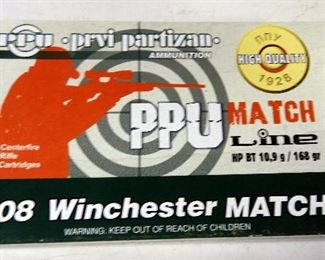 PPU ·prvi partizan·
AMMUNITION
ППУ
HIGH QUALITY
1928
PPU MATCH
Line
HP BT 10,9 g / 168 gr
Centerfire
Rifle
Cartridges
08 Winchester MATCH
WARNING: KEEP OUT OF REACH OF CHILDREN